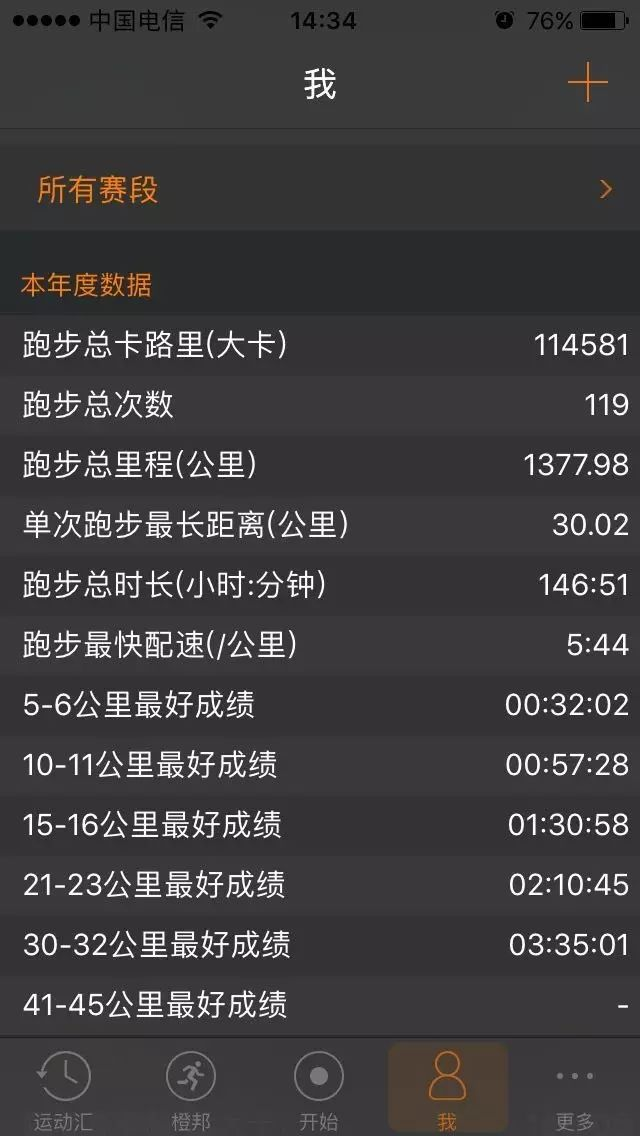 中国电信 14:34 76%
我
所有赛段
本年度数据
跑步总卡路里(大卡) 114581
跑步总次数 119
跑步总里程(公里) 1377.98
单次跑步最长距离(公里) 30.02
跑步总时长(小时:分钟) 146:51
跑步最快配速(/公里) 5:44
5-6公里最好成绩 00:32:02
10-11公里最好成绩 00:57:28
15-16公里最好成绩 01:30:58
21-23公里最好成绩 02:10:45
30-32公里最好成绩 03:35:01
41-45公里最好成绩 -
运动汇 橙邦 开始 我 更多